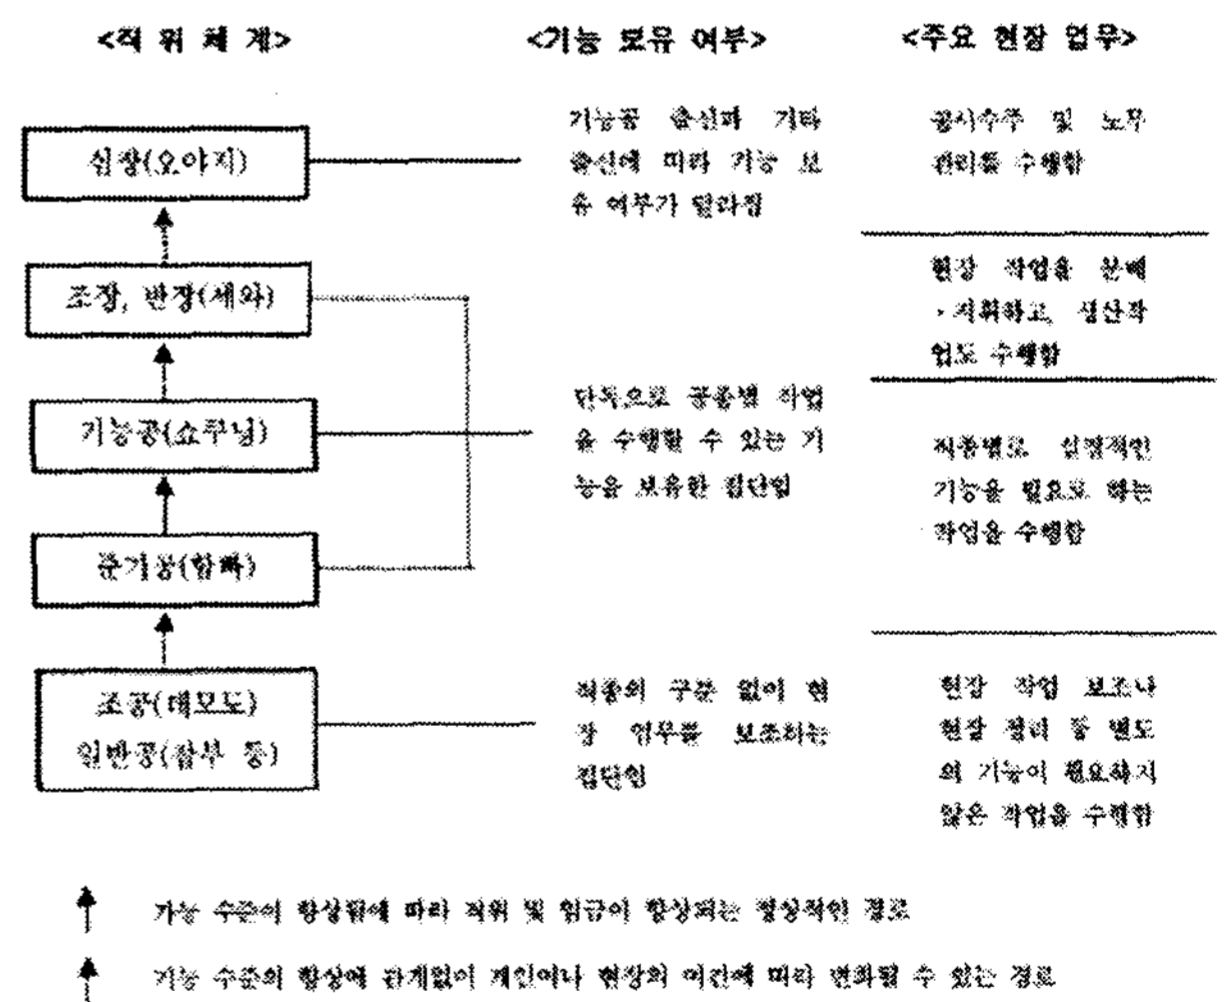 <직 위 체 계>
<기능 보유 여부>
<주요 현장 업무>
십장(오야지)
기능공 출신과 기타
출신에 따라 기능 보
유 여부가 달라짐
공사수주 및 노무
관리를 수행함
조장, 반장(세와)
현장 작업을 분배
·지휘하고, 생산작
업도 수행함
기능공(쇼쿠닝)
단독으로 공종별 작업
을 수행할 수 있는 기
능을 보유한 집단임
직종별로 실질적인
기능을 필요로 하는
작업을 수행함
준기공(함빠)
조공(데모도)
일반공(잡부 등)
직종의 구분 없이 현
장 업무를 보조하는
집단임
현장 작업 보조나
현장 정리 등 별도
의 기능이 필요하지
않은 작업을 수행함
기능 수준이 향상됨에 따라 직위 및 임금이 향상되는 정상적인 경로
기능 수준의 향상에 관계없이 개인이나 현장의 여건에 따라 변화될 수 있는 경로